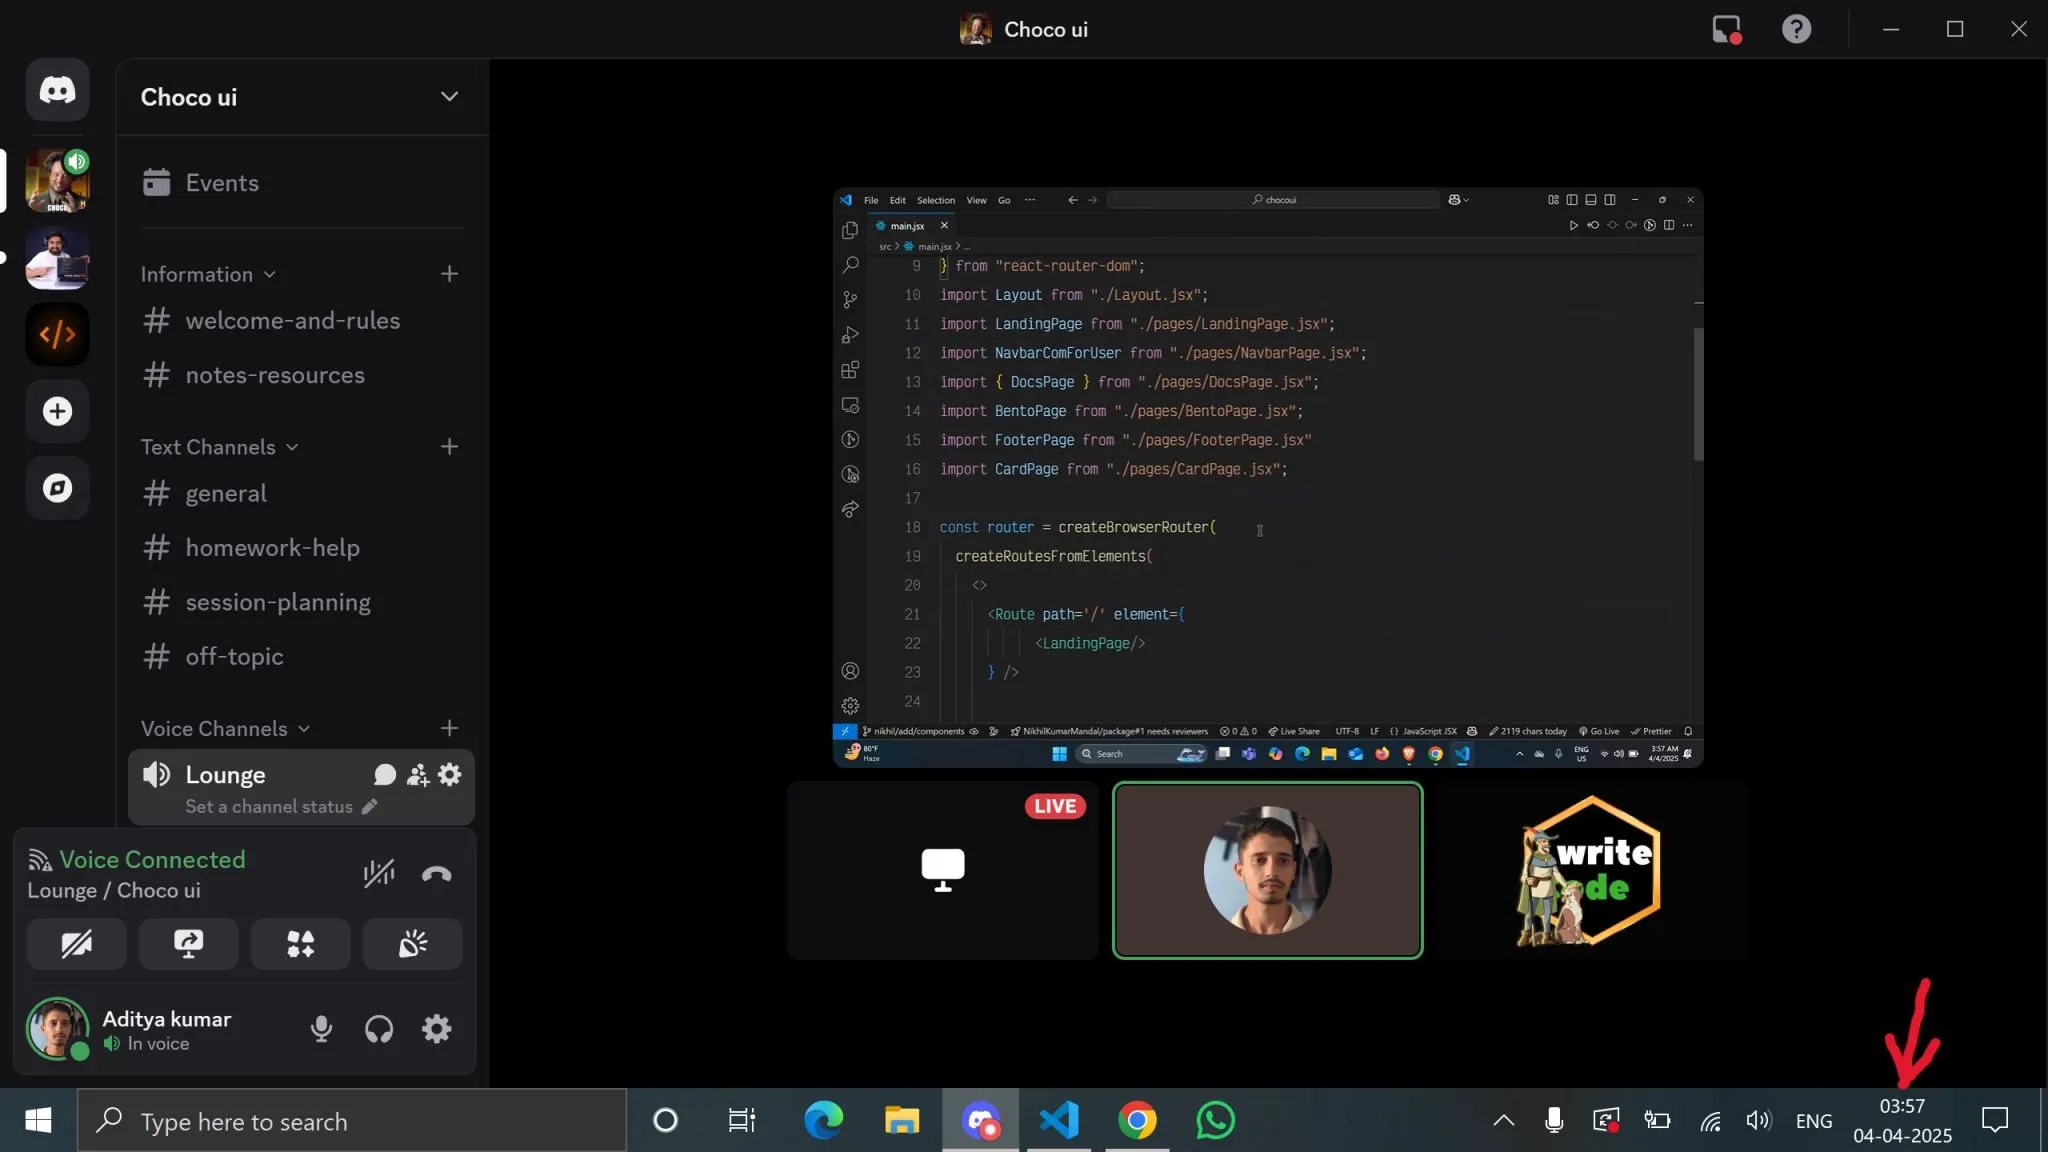 Choco ui
Choco ui
CHOCO
Events
Information
# welcome-and-rules
# notes-resources
Text Channels
# general
# homework-help
# session-planning
# off-topic
Voice Channels
Lounge
Set a channel status
Voice Connected
Lounge / Choco ui
Aditya kumar
In voice
File Edit Selection View Go ···
chocoui
main.jsx
src > main.jsx > ...
9 } from "react-router-dom";
10 import Layout from "./Layout.jsx";
11 import LandingPage from "./pages/LandingPage.jsx";
12 import NavbarComForUser from "./pages/NavbarPage.jsx";
13 import { DocsPage } from "./pages/DocsPage.jsx";
14 import BentoPage from "./pages/BentoPage.jsx";
15 import FooterPage from "./pages/FooterPage.jsx"
16 import CardPage from "./pages/CardPage.jsx";
17
18 const router = createBrowserRouter(
19 createRoutesFromElements(
20 <>
21 <Route path='/' element={
22 <LandingPage/>
23 } />
24
nikhil/add/components NikhilKumarMandal/package#1 needs reviewers 0 0 Live Share UTF-8 LF {} JavaScript JSX 2119 chars today Go Live Prettier
80°F
Haze
Search
ENG
US
3:57 AM
4/4/2025
LIVE
write
ode
Type here to search
ENG
03:57
04-04-2025